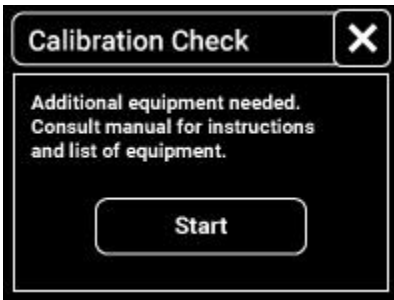 Calibration Check
Additional equipment needed.
Consult manual for instructions
and list of equipment.
Start